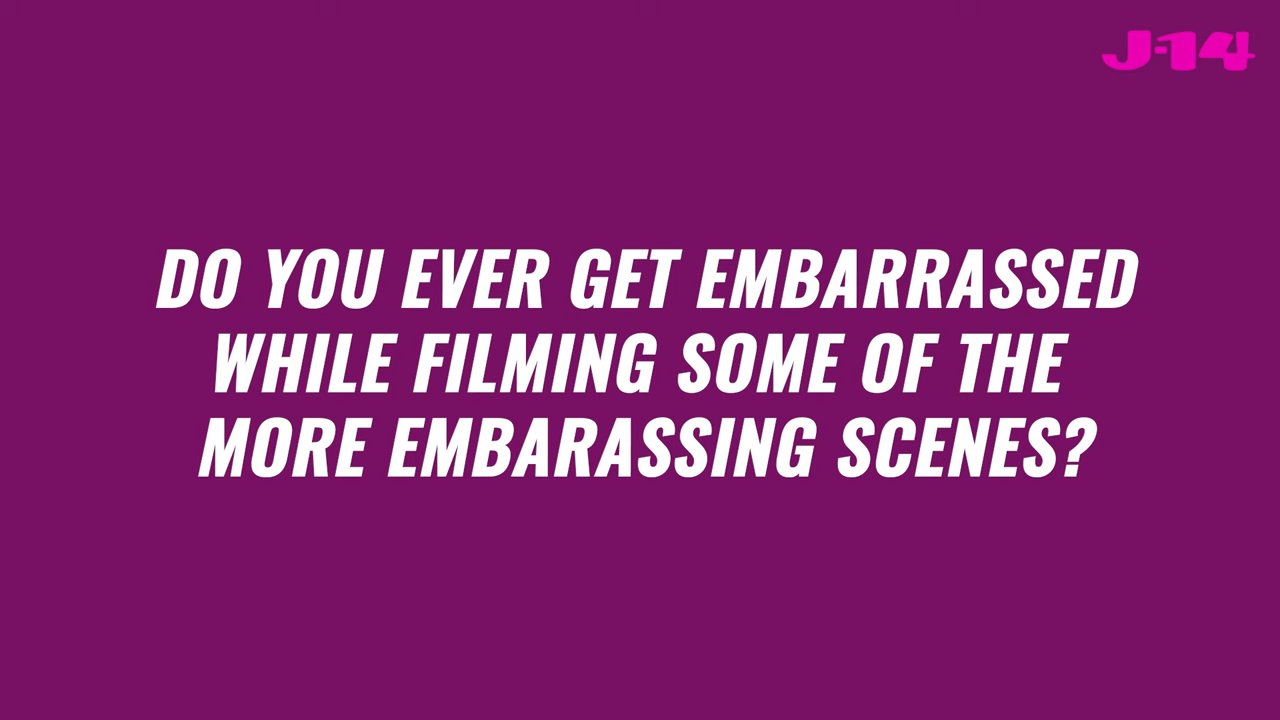 J-14
DO YOU EVER GET EMBARRASSED
WHILE FILMING SOME OF THE
MORE EMBARASSING SCENES?